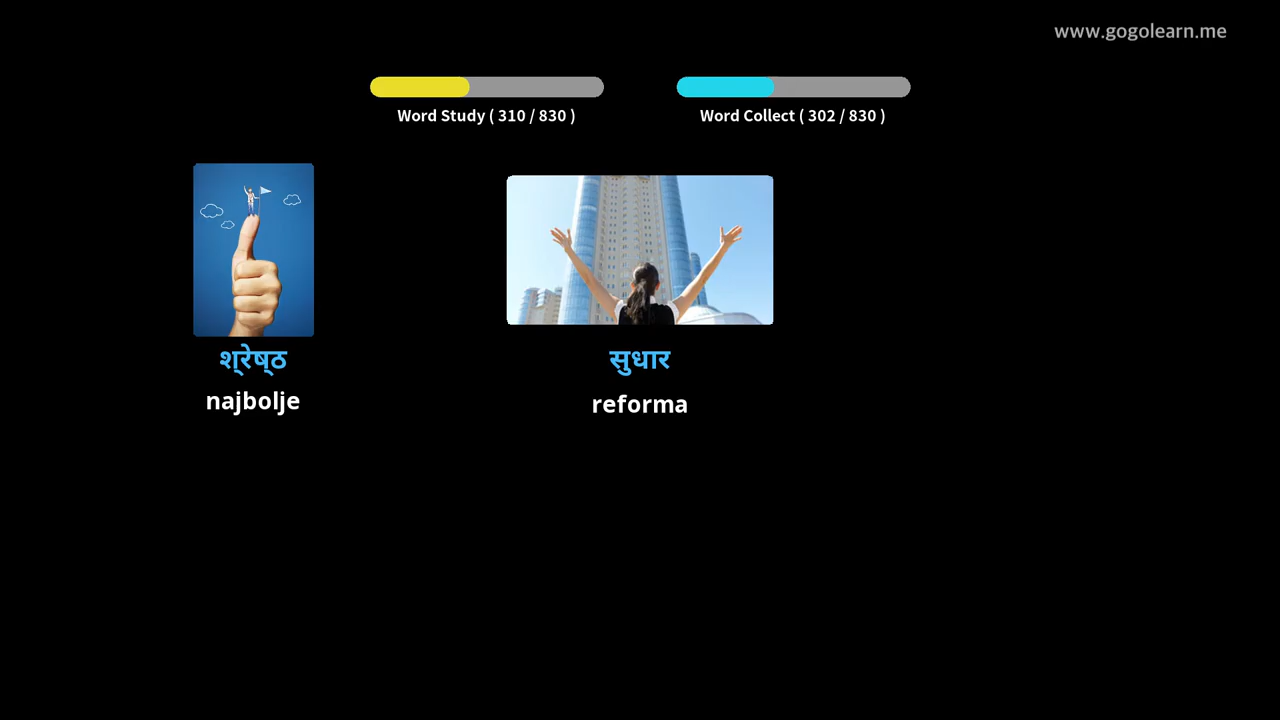 www.gogolearn.me
Word Study ( 310 / 830 )
Word Collect ( 302 / 830 )
श्रेष्ठ
najbolje
सुधार
reforma